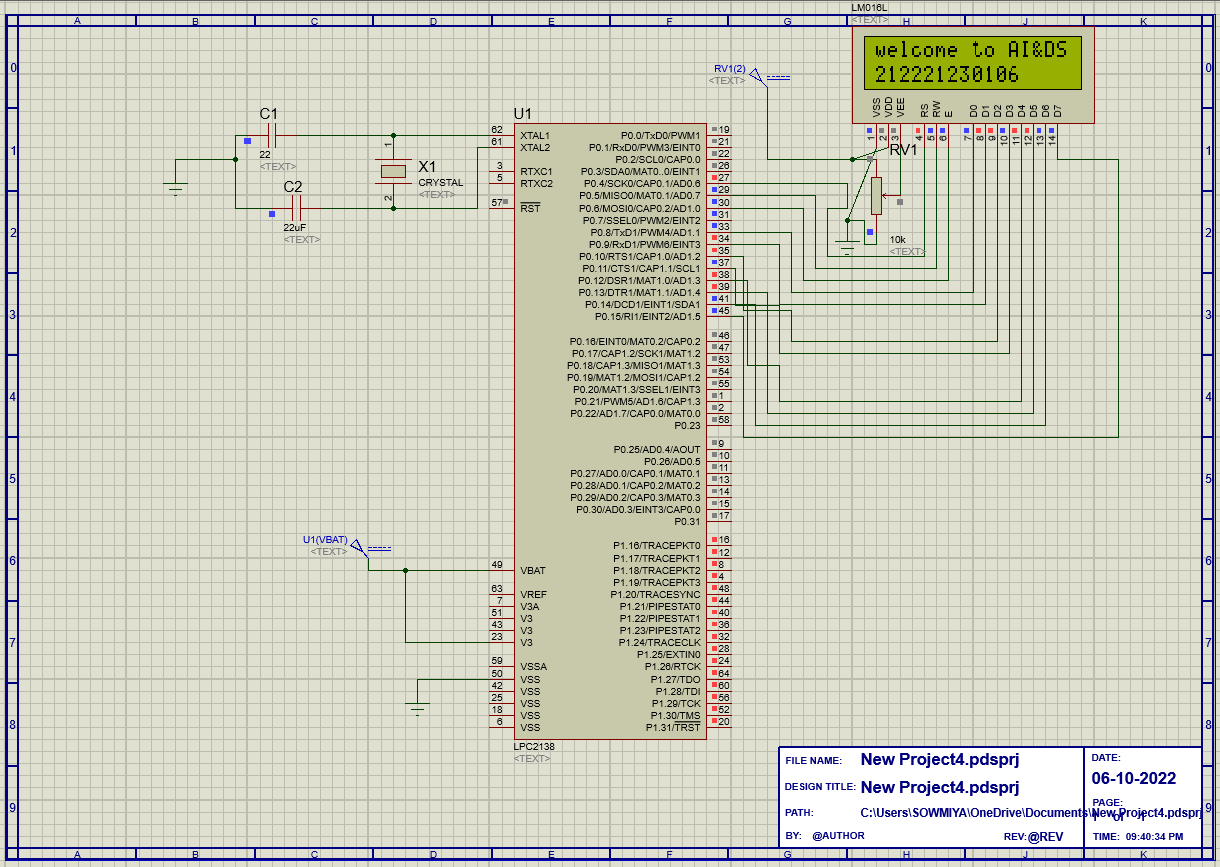 LM016L
<TEXT>
A B C D E F G H J K
welcome to AI&DS
212221230106
VSS VDD VEE RS RW E D0 D1 D2 D3 D4 D5 D6 D7
1 2 3 4 5 6 7 8 9 10 11 12 13 14
RV1(2)
<TEXT>
RV1
10k
<TEXT>
C1
22
<TEXT>
C2
22uF
<TEXT>
X1
CRYSTAL
<TEXT>
1
2
U1
62 XTAL1
61 XTAL2
3 RTXC1
5 RTXC2
57 RST
U1(VBAT)
<TEXT>
49 VBAT
63 VREF
7 V3A
51 V3
43 V3
23 V3
59 VSSA
50 VSS
42 VSS
25 VSS
18 VSS
6 VSS
P0.0/TxD0/PWM1 19
P0.1/RxD0/PWM3/EINT0 21
P0.2/SCL0/CAP0.0 22
P0.3/SDA0/MAT0..0/EINT1 26
P0.4/SCK0/CAP0.1/AD0.6 27
P0.5/MISO0/MAT0.1/AD0.7 29
P0.6/MOSI0/CAP0.2/AD1.0 30
P0.7/SSEL0/PWM2/EINT2 31
P0.8/TxD1/PWM4/AD1.1 33
P0.9/RxD1/PWM6/EINT3 34
P0.10/RTS1/CAP1.0/AD1.2 35
P0.11/CTS1/CAP1.1/SCL1 37
P0.12/DSR1/MAT1.0/AD1.3 38
P0.13/DTR1/MAT1.1/AD1.4 39
P0.14/DCD1/EINT1/SDA1 41
P0.15/RI1/EINT2/AD1.5 45
P0.16/EINT0/MAT0.2/CAP0.2 46
P0.17/CAP1.2/SCK1/MAT1.2 47
P0.18/CAP1.3/MISO1/MAT1.3 53
P0.19/MAT1.2/MOSI1/CAP1.2 54
P0.20/MAT1.3/SSEL1/EINT3 55
P0.21/PWM5/AD1.6/CAP1.3 1
P0.22/AD1.7/CAP0.0/MAT0.0 2
P0.23 58
P0.25/AD0.4/AOUT 9
P0.26/AD0.5 10
P0.27/AD0.0/CAP0.1/MAT0.1 11
P0.28/AD0.1/CAP0.2/MAT0.2 13
P0.29/AD0.2/CAP0.3/MAT0.3 14
P0.30/AD0.3/EINT3/CAP0.0 15
P0.31 17
P1.16/TRACEPKT0 16
P1.17/TRACEPKT1 12
P1.18/TRACEPKT2 8
P1.19/TRACEPKT3 4
P1.20/TRACESYNC 48
P1.21/PIPESTAT0 44
P1.22/PIPESTAT1 40
P1.23/PIPESTAT2 36
P1.24/TRACECLK 32
P1.25/EXTIN0 28
P1.26/RTCK 24
P1.27/TDO 64
P1.28/TDI 60
P1.29/TCK 56
P1.30/TMS 52
P1.31/TRST 20
LPC2138
<TEXT>
0 0
1 1
2 2
3 3
4 4
5 5
6 6
7 7
8 8
9 9
FILE NAME: New Project4.pdsprj
DESIGN TITLE: New Project4.pdsprj
PATH: C:\Users\SOWMIYA\OneDrive\Documents\New Project4.pdsprj
BY: @AUTHOR REV:@REV
DATE:
06-10-2022
PAGE:
TIME: 09:40:34 PM
A B C D E F G H J K